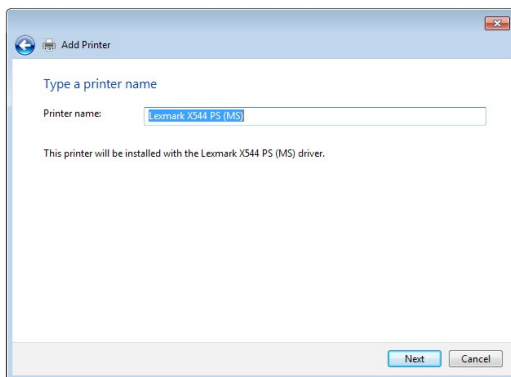 Add Printer
Type a printer name
Printer name: Lexmark X544 PS (MS)
This printer will be installed with the Lexmark X544 PS (MS) driver.
Next Cancel